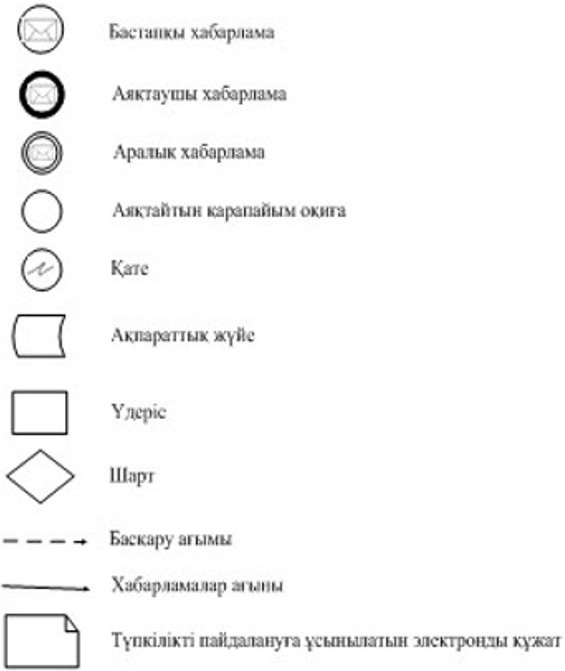 Бастапқы хабарлама
Аяқтаушы хабарлама
Аралық хабарлама
Аяқтайтын қарапайым оқиға
Қате
Ақпараттық жүйе
Үдеріс
Шарт
Басқару ағымы
Хабарламалар ағыны
Түпкілікті пайдалануға ұсынылатын электронды құжат